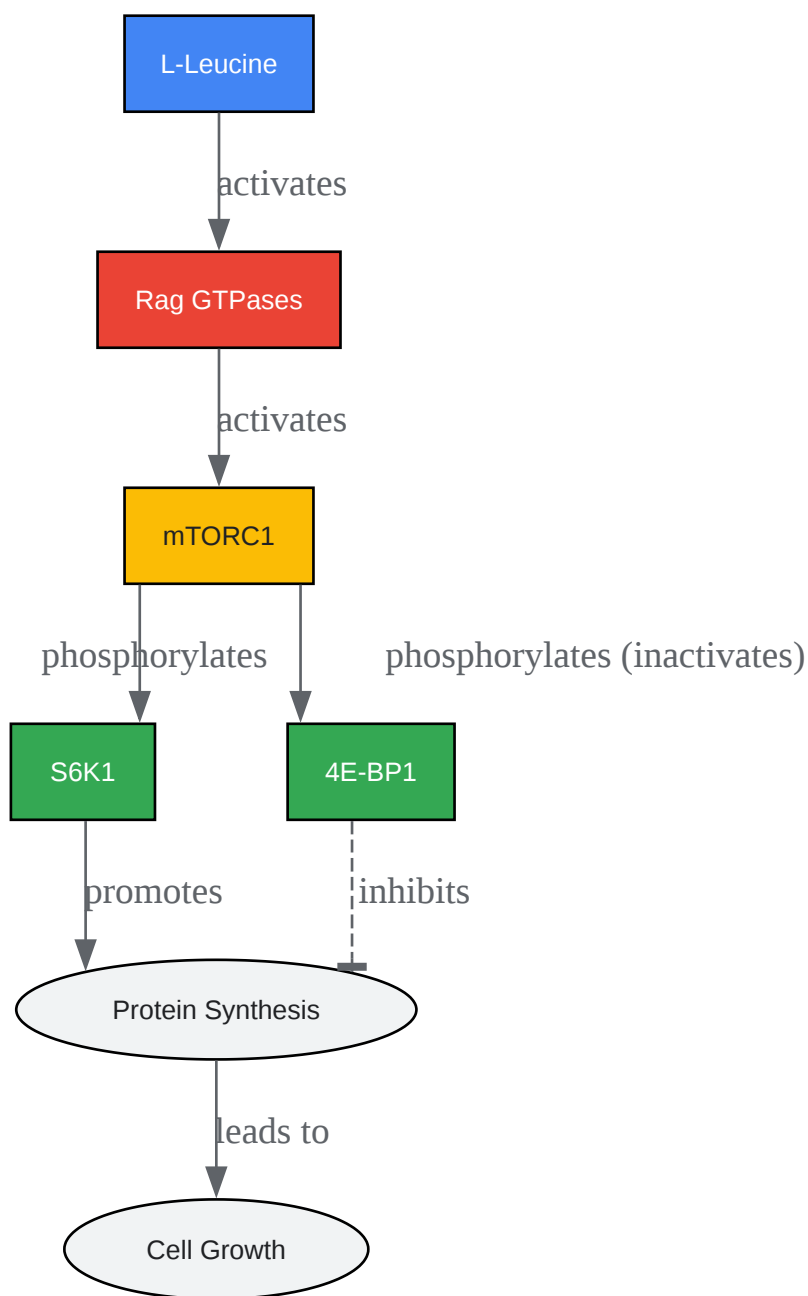 L-Leucine
activates
Rag GTPases
activates
mTORC1
phosphorylates
phosphorylates (inactivates)
S6K1
4E-BP1
promotes
inhibits
Protein Synthesis
leads to
Cell Growth